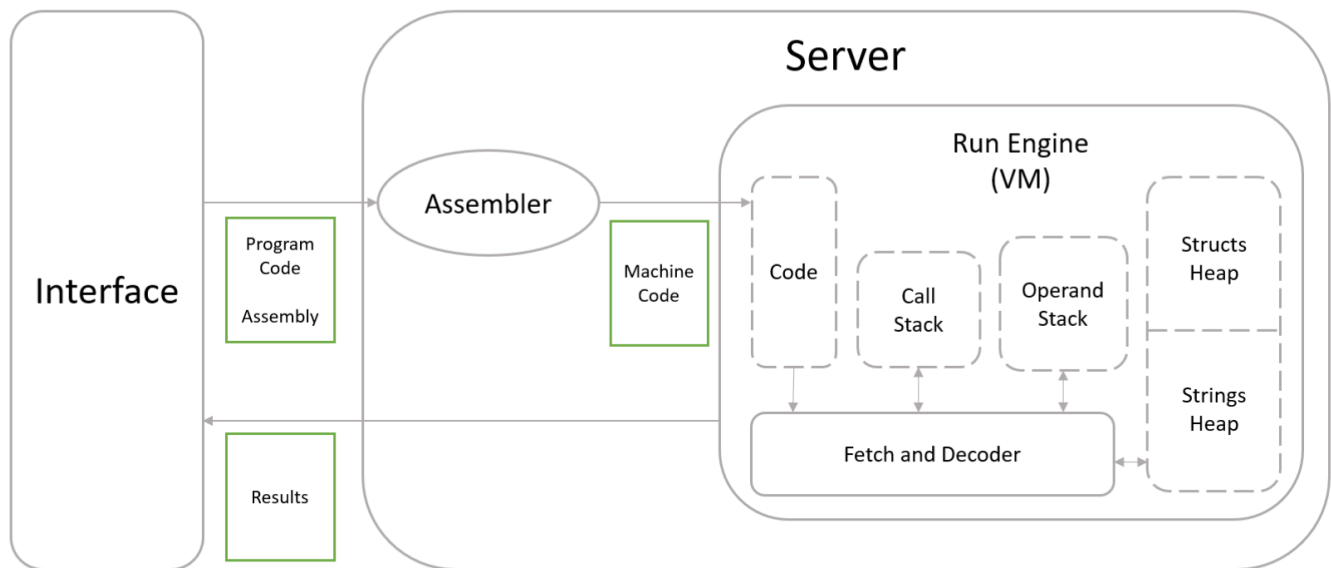 Server
Run Engine
(VM)
Interface
Program
Code
Assembly
Assembler
Machine
Code
Code
Call
Stack
Operand
Stack
Structs
Heap
Strings
Heap
Fetch and Decoder
Results